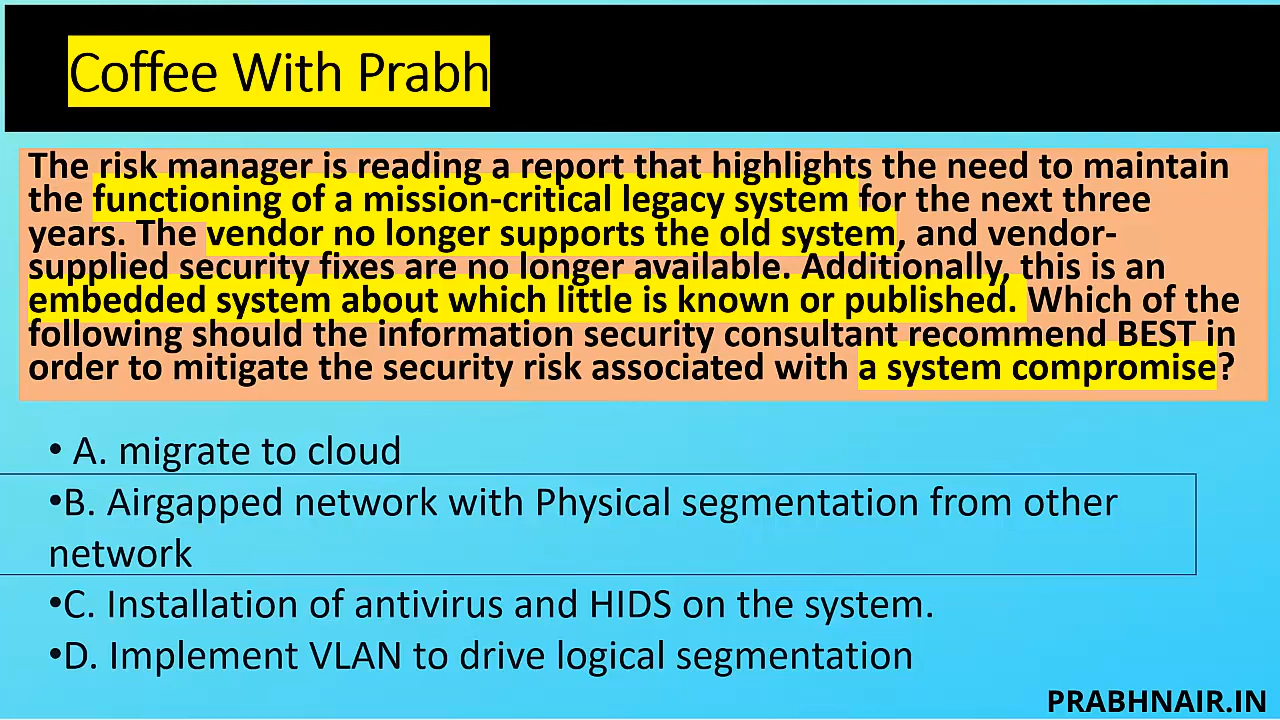 Coffee With Prabh
The risk manager is reading a report that highlights the need to maintain
the functioning of a mission-critical legacy system for the next three
years. The vendor no longer supports the old system, and vendor-
supplied security fixes are no longer available. Additionally, this is an
embedded system about which little is known or published. Which of the
following should the information security consultant recommend BEST in
order to mitigate the security risk associated with a system compromise?
• A. migrate to cloud
•B. Airgapped network with Physical segmentation from other
network
•C. Installation of antivirus and HIDS on the system.
•D. Implement VLAN to drive logical segmentation
PRABHNAIR.IN